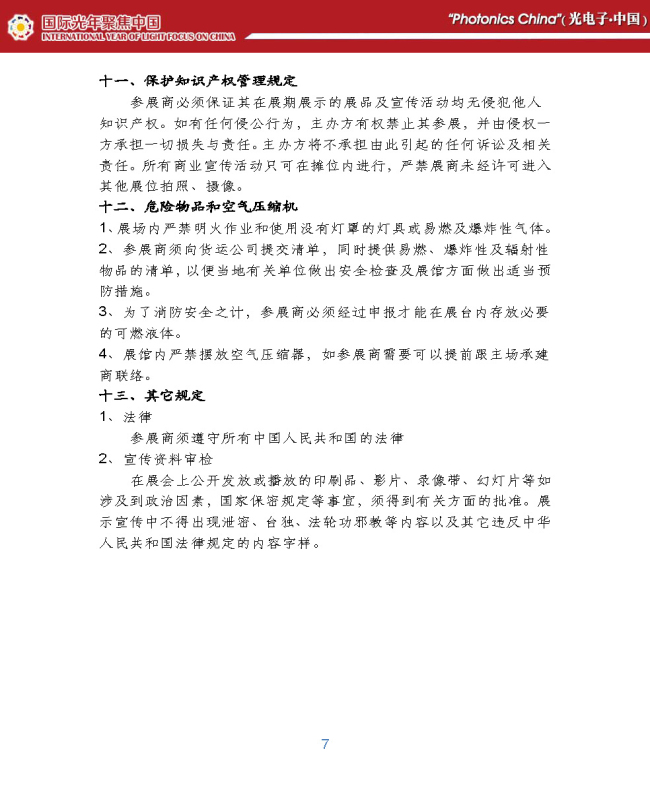 国际光年聚焦中国
INTERNATIONAL YEAR OF LIGHT FOCUS ON CHINA
"Photonics China"(光电子·中国)
十一、保护知识产权管理规定
参展商必须保证其在展期展示的展品及宣传活动均无侵犯他人
知识产权。如有任何侵公行为，主办方有权禁止其参展，并由侵权一
方承担一切损失与责任。主办方将不承担由此引起的任何诉讼及相关
责任。所有商业宣传活动只可在摊位内进行，严禁展商未经许可进入
其他展位拍照、摄像。
十二、危险物品和空气压缩机
1、展场内严禁明火作业和使用没有灯罩的灯具或易燃及爆炸性气体。
2、参展商须向货运公司提交清单，同时提供易燃、爆炸性及辐射性
物品的清单，以便当地有关单位做出安全检查及展馆方面做出适当预
防措施。
3、为了消防安全之计，参展商必须经过申报才能在展台内存放必要
的可燃液体。
4、展馆内严禁摆放空气压缩器，如参展商需要可以提前跟主场承建
商联络。
十三、其它规定
1、法律
参展商须遵守所有中国人民共和国的法律
2、宣传资料审检
在展会上公开发放或播放的印刷品、影片、录像带、幻灯片等如
涉及到政治因素，国家保密规定等事宜，须得到有关方面的批准。展
示宣传中不得出现泄密、台独、法轮功邪教等内容以及其它违反中华
人民共和国法律规定的内容字样。
7